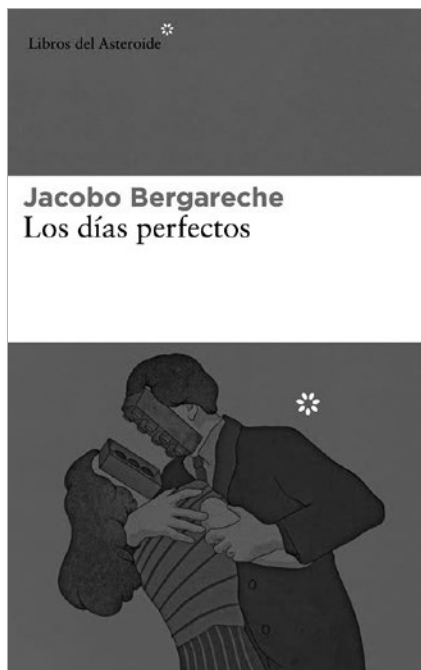 Libros del Asteroide
Jacobo Bergareche
Los días perfectos